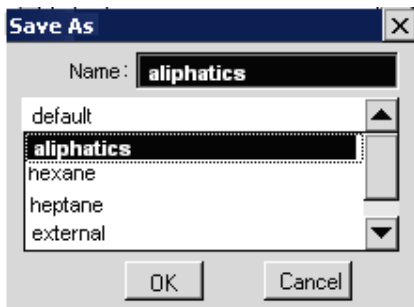 Save As
Name: aliphatics
default
aliphatics
hexane
heptane
external
OK Cancel